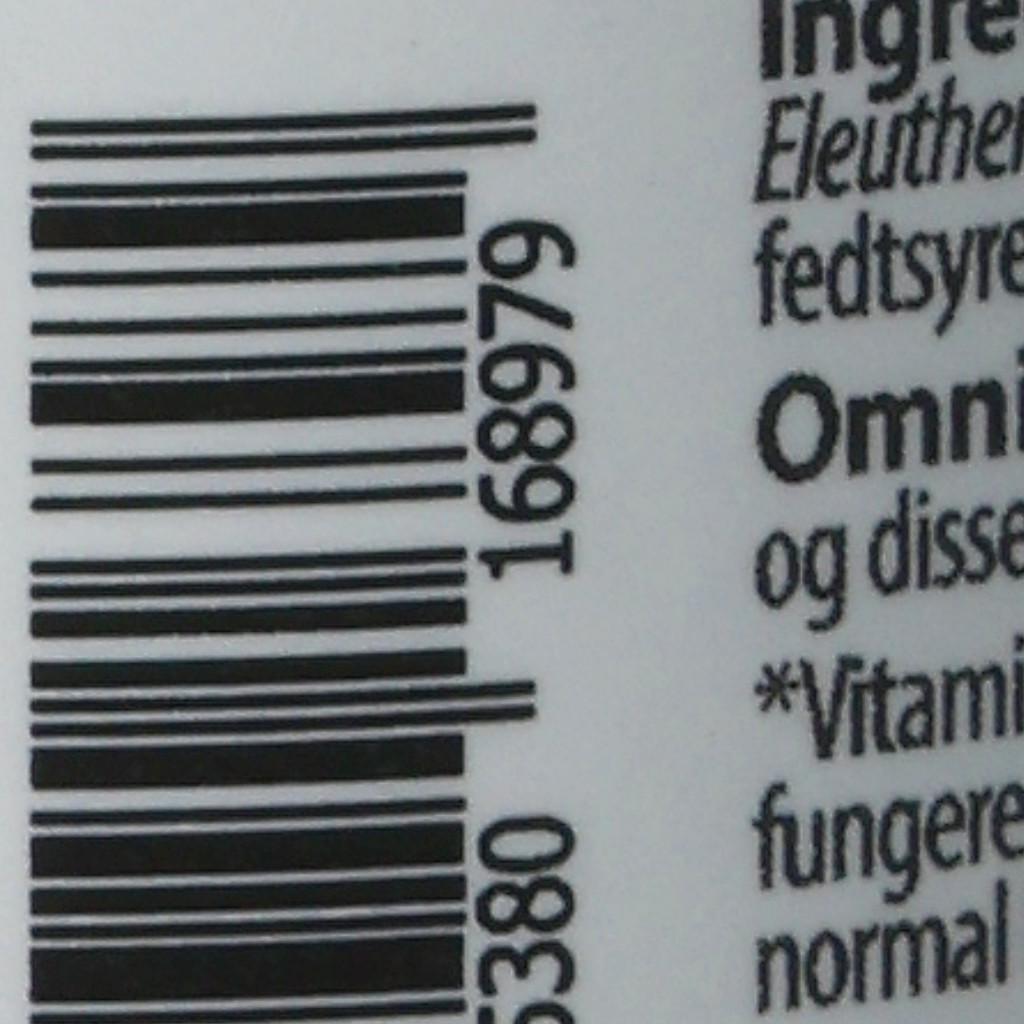 Ingre
Eleuther
fedtsyre
Omni
og disse
*Vitami
fungere
normal
5380 168979